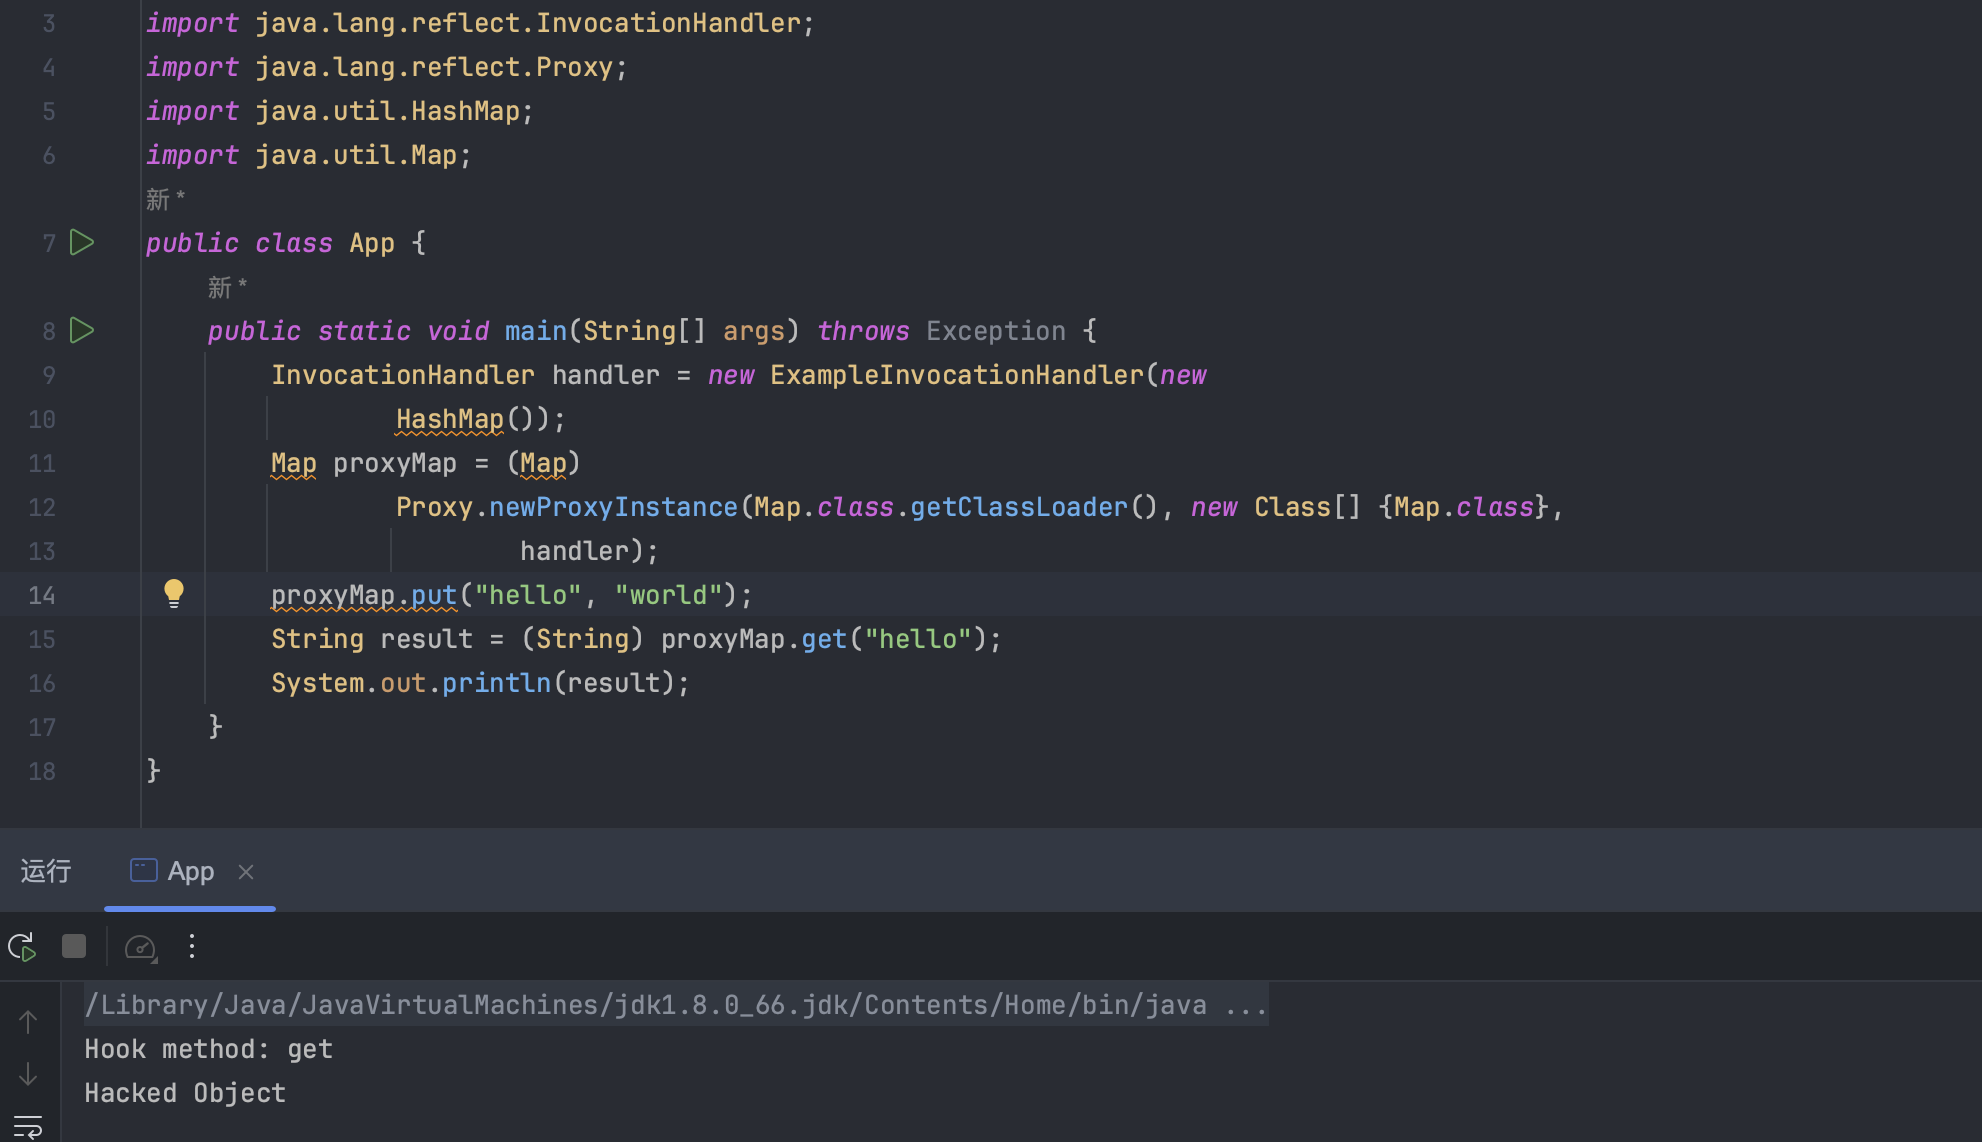 3 import java.lang.reflect.InvocationHandler;
4 import java.lang.reflect.Proxy;
5 import java.util.HashMap;
6 import java.util.Map;
新 *
7 public class App {
新 *
8 public static void main(String[] args) throws Exception {
9 InvocationHandler handler = new ExampleInvocationHandler(new
10 HashMap());
11 Map proxyMap = (Map)
12 Proxy.newProxyInstance(Map.class.getClassLoader(), new Class[] {Map.class},
13 handler);
14 proxyMap.put("hello", "world");
15 String result = (String) proxyMap.get("hello");
16 System.out.println(result);
17 }
18 }
运行 App
/Library/Java/JavaVirtualMachines/jdk1.8.0_66.jdk/Contents/Home/bin/java ...
Hook method: get
Hacked Object